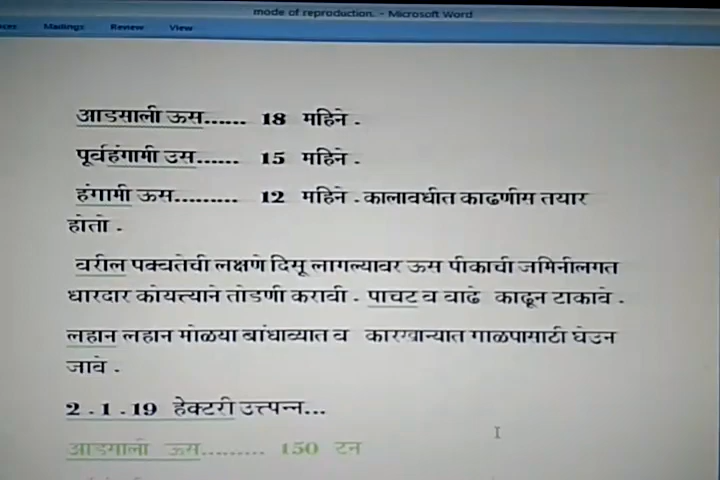 mode of reproduction. - Microsoft Word
Mailings Review View
आडसाली ऊस...... 18 महिने .
पूर्वहंगामी उस...... 15 महिने .
हंगामी ऊस......... 12 महिने . कालावधीत काढणीस तयार
होतो .
वरील पक्वतेची लक्षणे दिसू लागल्यावर ऊस पीकाची जमिनीलगत
धारदार कोयत्याने तोडणी करावी . पाचट व वाढे काढून टाकावे .
लहान लहान मोळया बांधाव्यात व कारखान्यात गाळपासाटी घेउन
जावे .
2 . 1 . 19 हेक्टरी उत्त्पन्न...
आडसाली ऊस......... 150 टन